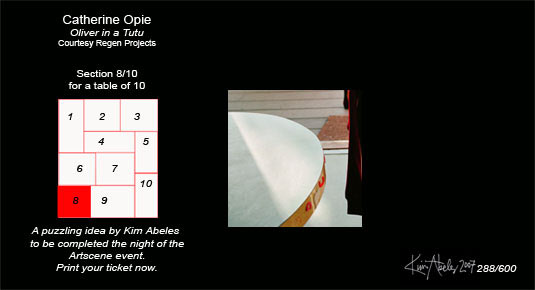 Catherine Opie
Oliver in a Tutu
Courtesy Regen Projects
Section 8/10
for a table of 10
1 2 3
4 5
6 7
10
8 9
A puzzling idea by Kim Abeles
to be completed the night of the
Artscene event.
Print your ticket now.
Kim Abeles 2007 288/600